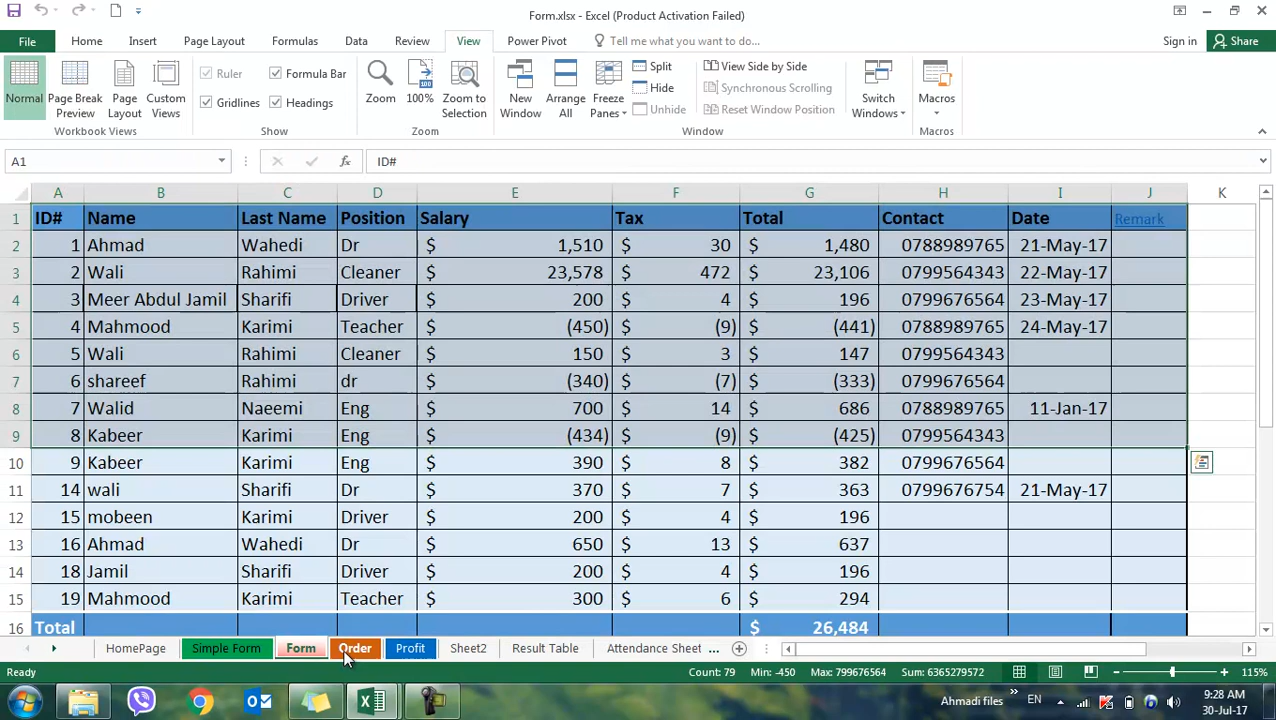 Form.xlsx - Excel (Product Activation Failed)
File Home Insert Page Layout Formulas Data Review View Power Pivot Tell me what you want to do... Sign in Share
Normal Page Break Preview Page Layout Custom Views
Ruler Formula Bar
Gridlines Headings
Zoom 100% Zoom to Selection
New Window Arrange All Freeze Panes
Split
Hide
Unhide
View Side by Side
Synchronous Scrolling
Reset Window Position
Switch Windows Macros
Workbook Views Show Zoom Window Macros
A1 fx ID#
A B C D E F G H I J K
1 ID# Name Last Name Position Salary Tax Total Contact Date Remark
2 1 Ahmad Wahedi Dr $ 1,510 $ 30 $ 1,480 0788989765 21-May-17
3 2 Wali Rahimi Cleaner $ 23,578 $ 472 $ 23,106 0799564343 22-May-17
4 3 Meer Abdul Jamil Sharifi Driver $ 200 $ 4 $ 196 0799676564 23-May-17
5 4 Mahmood Karimi Teacher $ (450) $ (9) $ (441) 0788989765 24-May-17
6 5 Wali Rahimi Cleaner $ 150 $ 3 $ 147 0799564343
7 6 shareef Rahimi dr $ (340) $ (7) $ (333) 0799676564
8 7 Walid Naeemi Eng $ 700 $ 14 $ 686 0788989765 11-Jan-17
9 8 Kabeer Karimi Eng $ (434) $ (9) $ (425) 0799564343
10 9 Kabeer Karimi Eng $ 390 $ 8 $ 382 0799676564
11 14 wali Sharifi Dr $ 370 $ 7 $ 363 0799676754 21-May-17
12 15 mobeen Karimi Driver $ 200 $ 4 $ 196
13 16 Ahmad Wahedi Dr $ 650 $ 13 $ 637
14 18 Jamil Sharifi Driver $ 200 $ 4 $ 196
15 19 Mahmood Karimi Teacher $ 300 $ 6 $ 294
16 Total $ 26,484
HomePage Simple Form Form Order Profit Sheet2 Result Table Attendance Sheet ...
Ready Count: 79 Min: -450 Max: 799676564 Sum: 6365279572 115%
Ahmadi files EN 9:28 AM
30-Jul-17